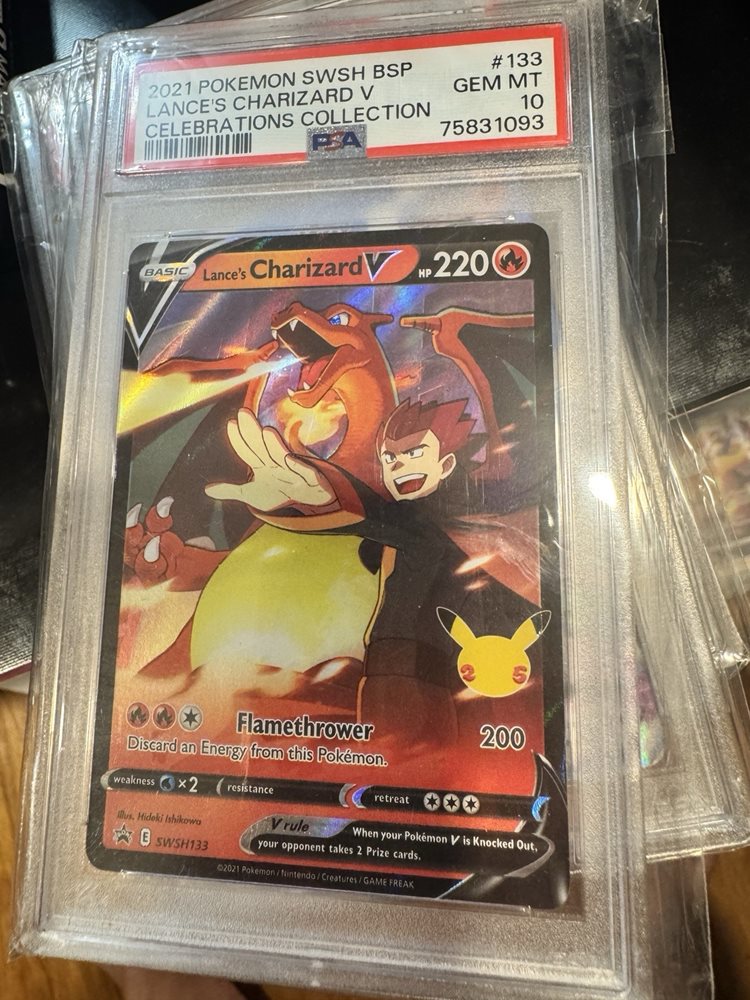 2021 POKEMON SWSH BSP #133
LANCE'S CHARIZARD V GEM MT
CELEBRATIONS COLLECTION 10
PSA 75831093
BASIC Lance's Charizard V HP 220
25
Flamethrower 200
Discard an Energy from this Pokémon.
weakness ×2 resistance retreat
Illus. Hideki Ishikawa
V rule When your Pokémon V is Knocked Out,
your opponent takes 2 Prize cards.
E SWSH133
©2021 Pokémon / Nintendo / Creatures / GAME FREAK